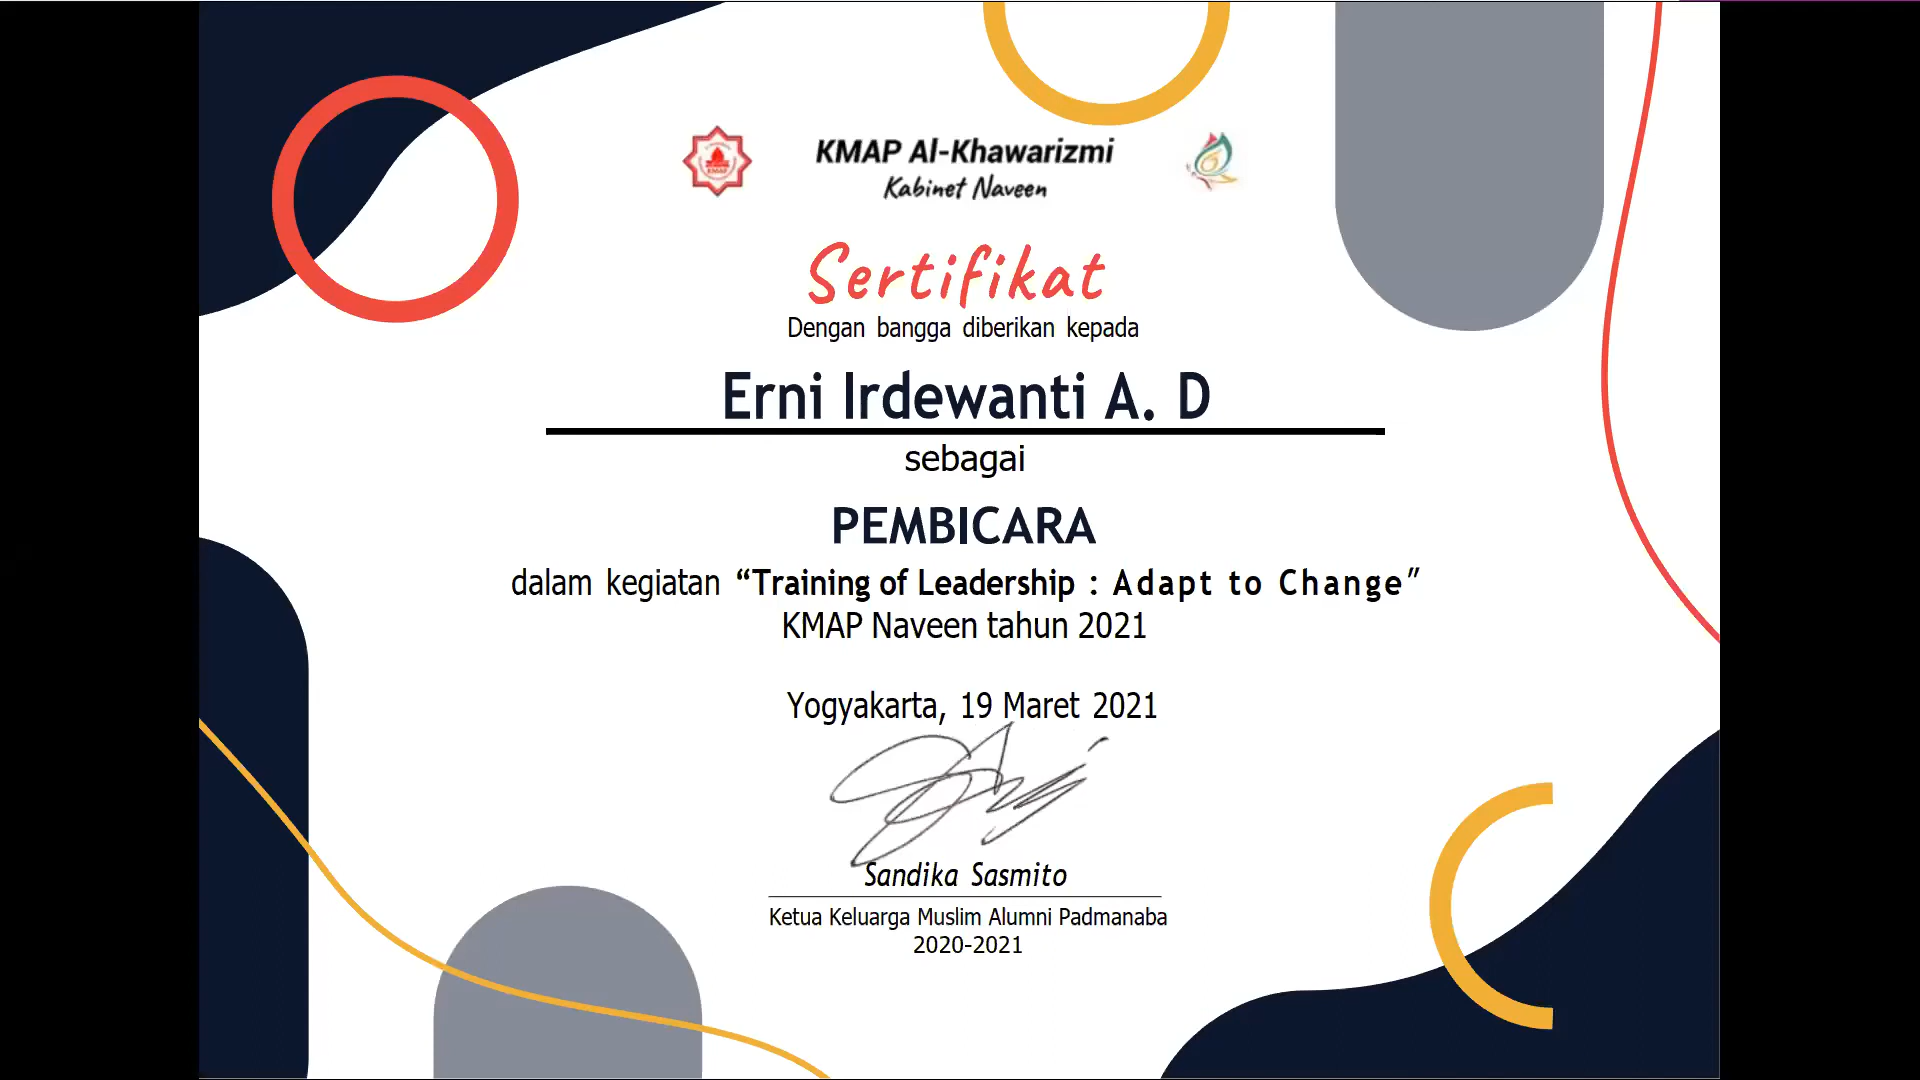 KMAP Al-Khawarizmi
Kabinet Naveen
KMAP
Sertifikat
Dengan bangga diberikan kepada
Erni Irdewanti A. D
sebagai
PEMBICARA
dalam kegiatan “Training of Leadership : Adapt to Change”
KMAP Naveen tahun 2021
Yogyakarta, 19 Maret 2021
Sandika Sasmito
Ketua Keluarga Muslim Alumni Padmanaba
2020-2021